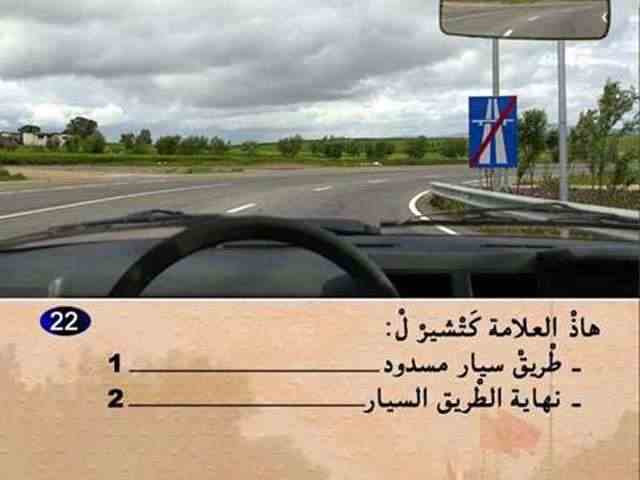 22
هاذْ العلامة كَتْشيرْ لْ:
ـ طْريقْ سيار مسدود 1
ـ نهاية الطْريق السيار 2